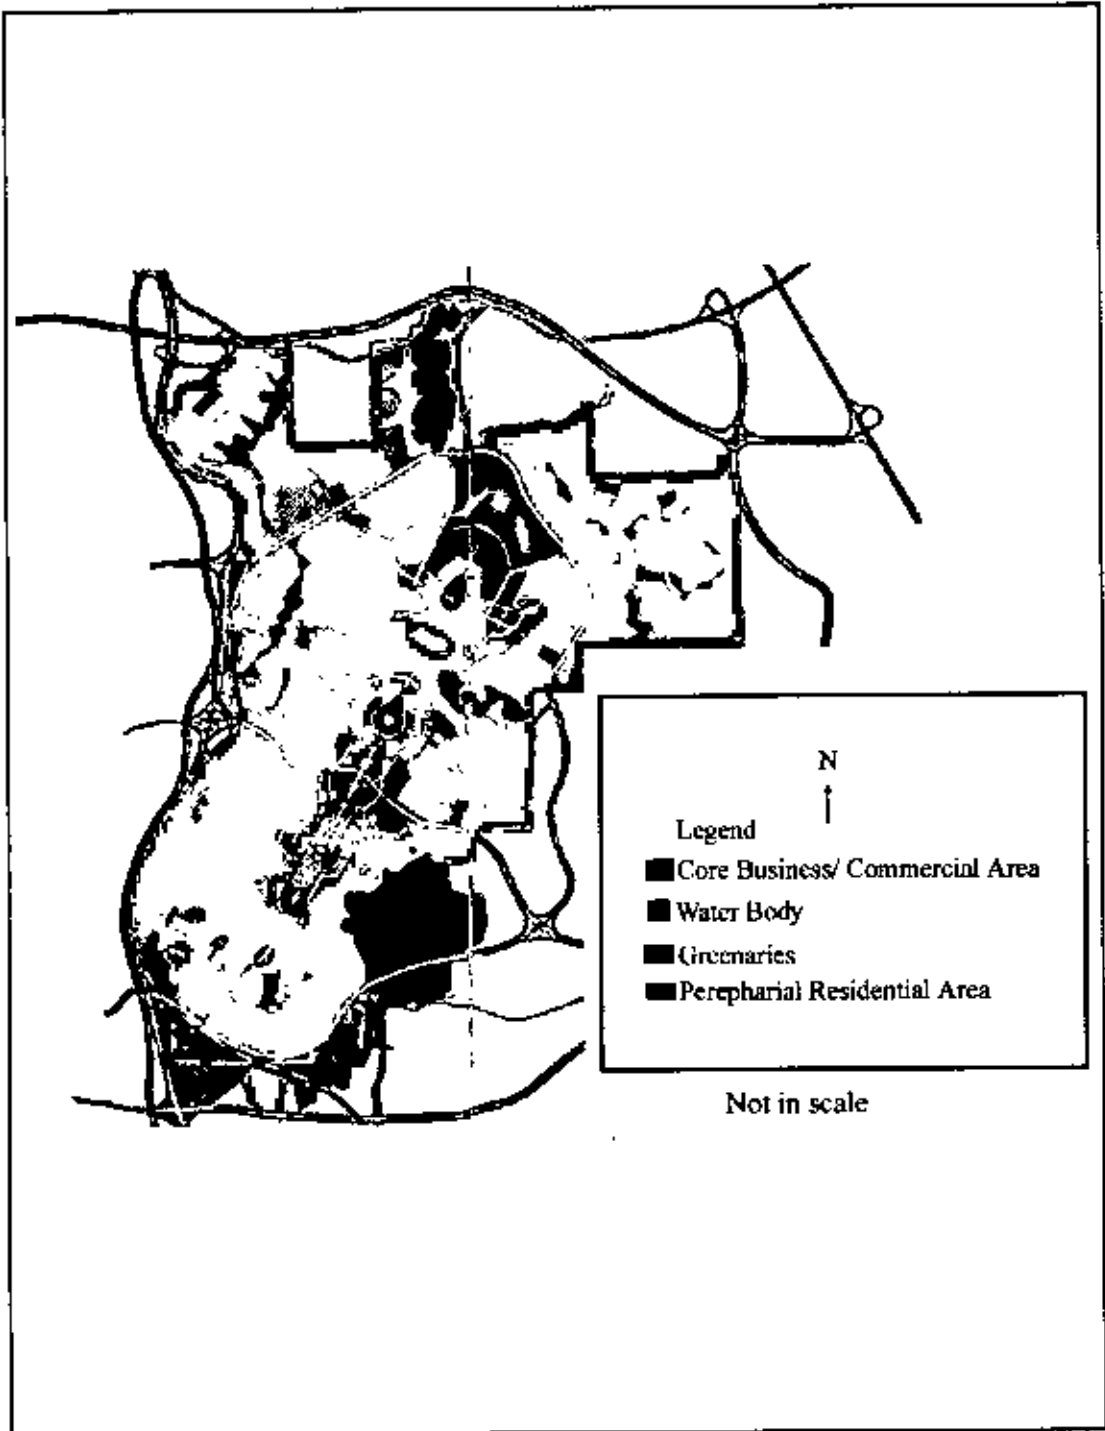 N
Legend
Core Business/ Commercial Area
Water Body
Greenaries
Perepharial Residential Area
Not in scale